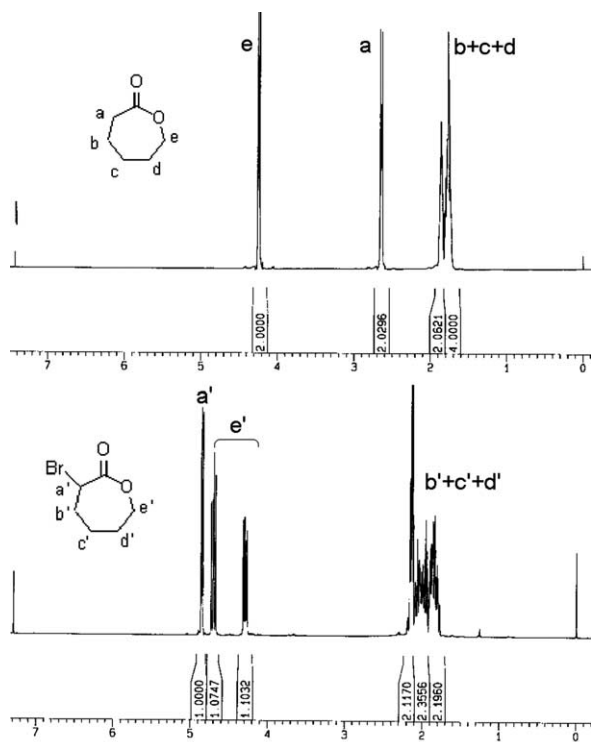 e
a
b+c+d
O
O
a
b
c
d
e
2.0000
2.0296
2.0621
4.0000
7
6
5
4
3
2
1
0
a'
e'
b'+c'+d'
Br
O
O
a'
b'
c'
d'
e'
1.0000
1.0747
1.1032
2.1170
2.3556
2.1960
7
6
5
4
3
2
1
0